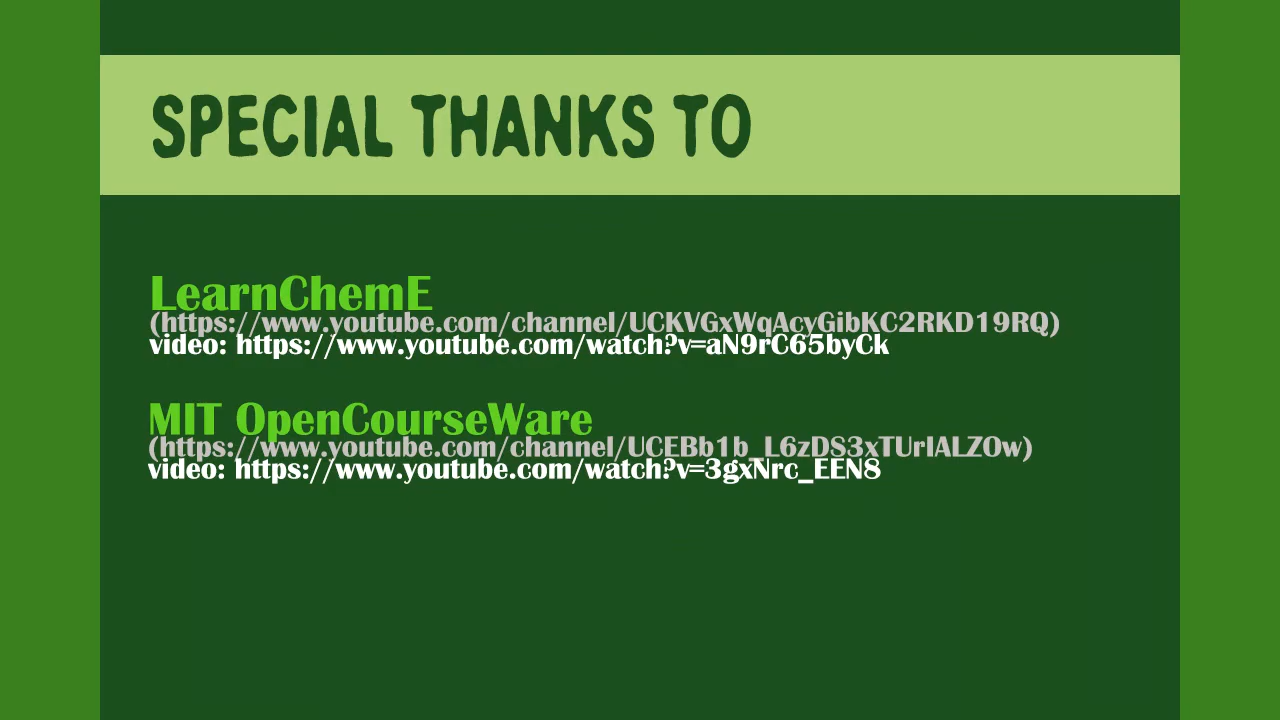 SPECIAL THANKS TO
LearnChemE
(https://www.youtube.com/channel/UCKVGxWqAcyGibKC2RKD19RQ)
video: https://www.youtube.com/watch?v=aN9rC65byCk
MIT OpenCourseWare
(https://www.youtube.com/channel/UCEBb1b_L6zDS3xTUrIALZOw)
video: https://www.youtube.com/watch?v=3gxNrc_EEN8